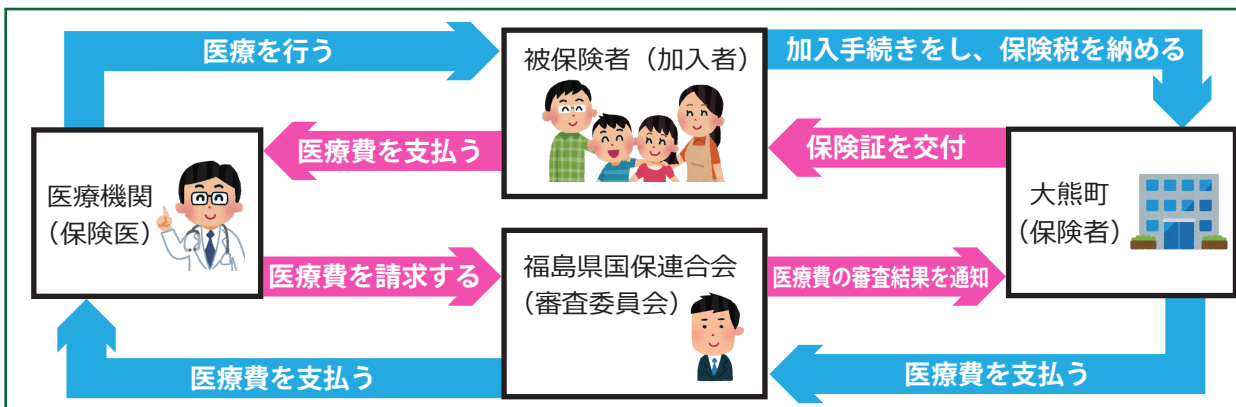 医療を行う
被保険者（加入者）
加入手続きをし、保険税を納める
医療費を支払う
保険証を交付
医療機関
（保険医）
大熊町
（保険者）
医療費を請求する
福島県国保連合会
（審査委員会）
医療費の審査結果を通知
医療費を支払う
医療費を支払う